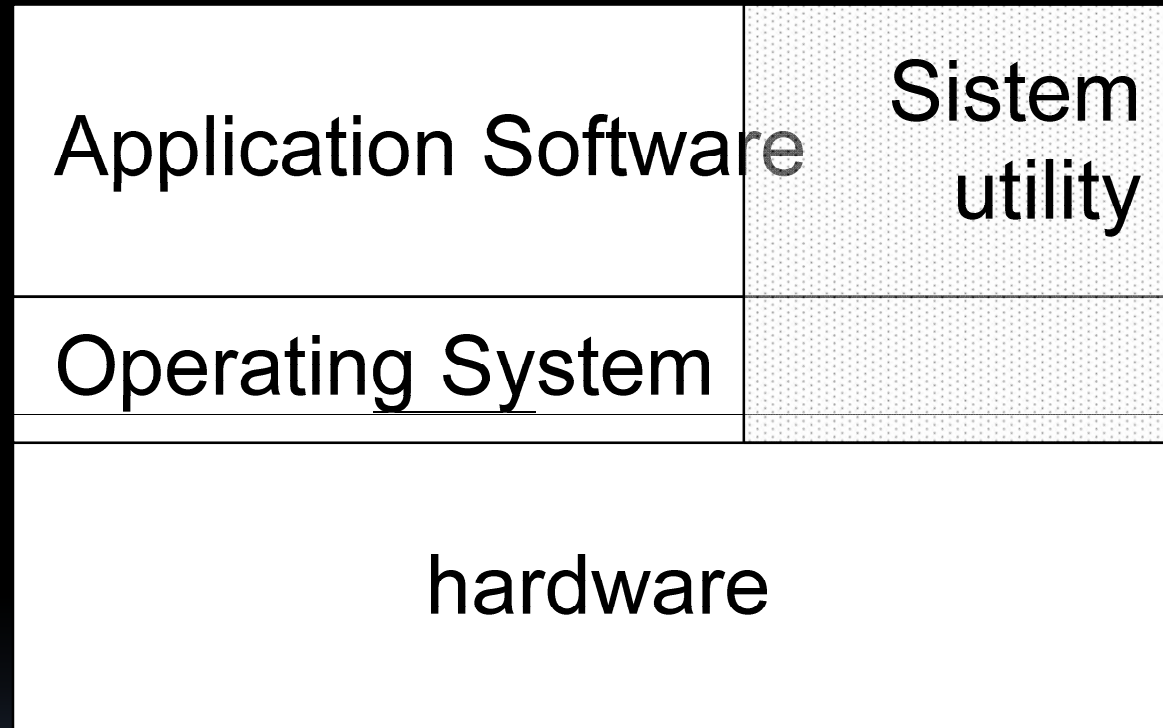 Application Software
Sistem
utility
Operating System
hardware